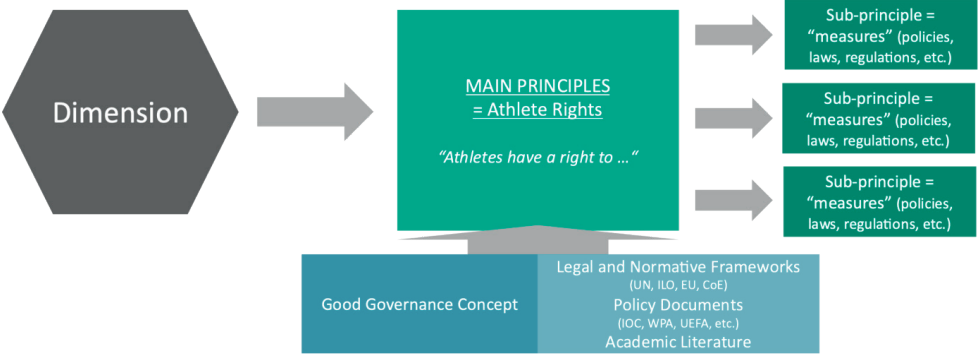 Dimension
MAIN PRINCIPLES
= Athlete Rights
“Athletes have a right to …“
Sub-principle =
“measures” (policies,
laws, regulations, etc.)
Sub-principle =
“measures” (policies,
laws, regulations, etc.)
Sub-principle =
“measures” (policies,
laws, regulations, etc.)
Good Governance Concept
Legal and Normative Frameworks
(UN, ILO, EU, CoE)
Policy Documents
(IOC, WPA, UEFA, etc.)
Academic Literature